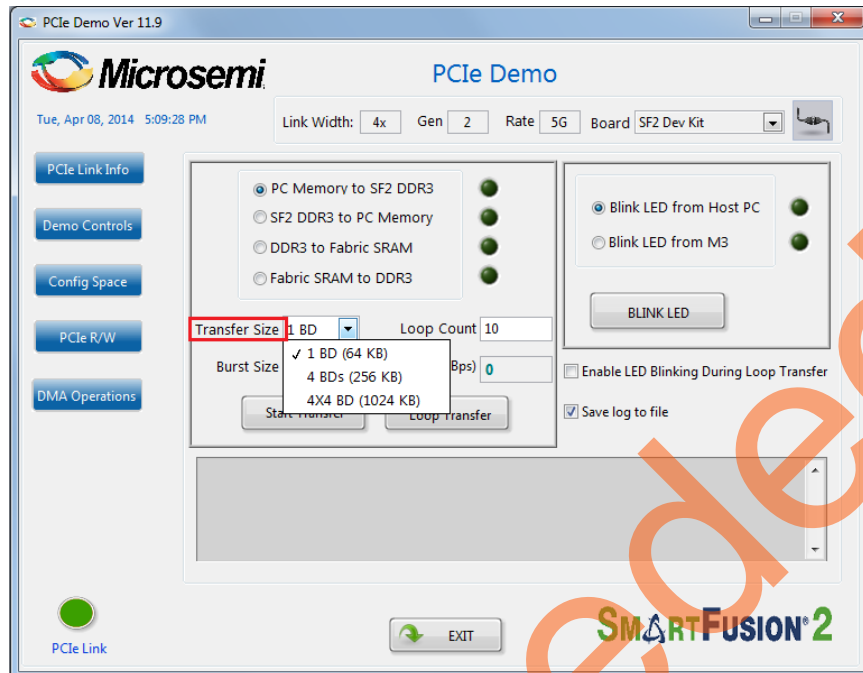 PCIe Demo Ver 11.9
Microsemi
PCIe Demo
Tue, Apr 08, 2014 5:09:28 PM
Link Width: 4x Gen 2 Rate 5G Board SF2 Dev Kit
PCIe Link Info
Demo Controls
Config Space
PCIe R/W
DMA Operations
PC Memory to SF2 DDR3
SF2 DDR3 to PC Memory
DDR3 to Fabric SRAM
Fabric SRAM to DDR3
Blink LED from Host PC
Blink LED from M3
BLINK LED
Transfer Size 1 BD Loop Count 10
✓ 1 BD (64 KB)
4 BDs (256 KB)
4X4 BD (1024 KB)
Burst Size Bps) 0
Start Transfer Loop Transfer
Enable LED Blinking During Loop Transfer
Save log to file
PCIe Link
EXIT
SMARTFUSION®2